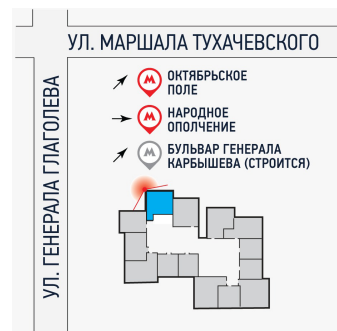 УЛ. МАРШАЛА ТУХАЧЕВСКОГО
УЛ. ГЕНЕРАЛА ГЛАГОЛЕВА
М ОКТЯБРЬСКОЕ
ПОЛЕ
М НАРОДНОЕ
ОПОЛЧЕНИЕ
М БУЛЬВАР ГЕНЕРАЛА
КАРБЫШЕВА (СТРОИТСЯ)